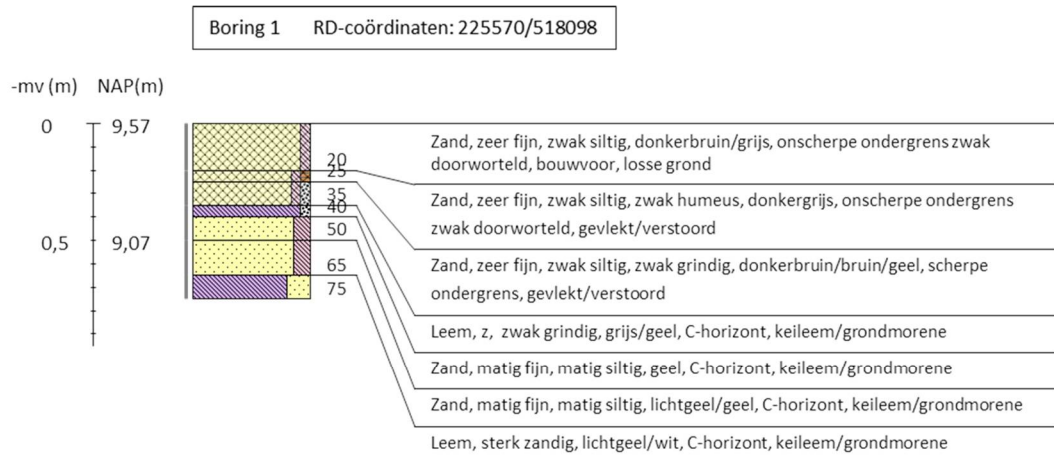 Boring 1 RD-coördinaten: 225570/518098
-mv (m) NAP(m)
0 9,57
0,5 9,07
20
25
35
40
50
65
75
Zand, zeer fijn, zwak siltig, donkerbruin/grijs, onscherpe ondergrens zwak
doorworteld, bouwvoor, losse grond
Zand, zeer fijn, zwak siltig, zwak humeus, donkergrijs, onscherpe ondergrens
zwak doorworteld, gevlekt/verstoord
Zand, zeer fijn, zwak siltig, zwak grindig, donkerbruin/bruin/geel, scherpe
ondergrens, gevlekt/verstoord
Leem, z, zwak grindig, grijs/geel, C-horizont, keileem/grondmorene
Zand, matig fijn, matig siltig, geel, C-horizont, keileem/grondmorene
Zand, matig fijn, matig siltig, lichtgeel/geel, C-horizont, keileem/grondmorene
Leem, sterk zandig, lichtgeel/wit, C-horizont, keileem/grondmorene